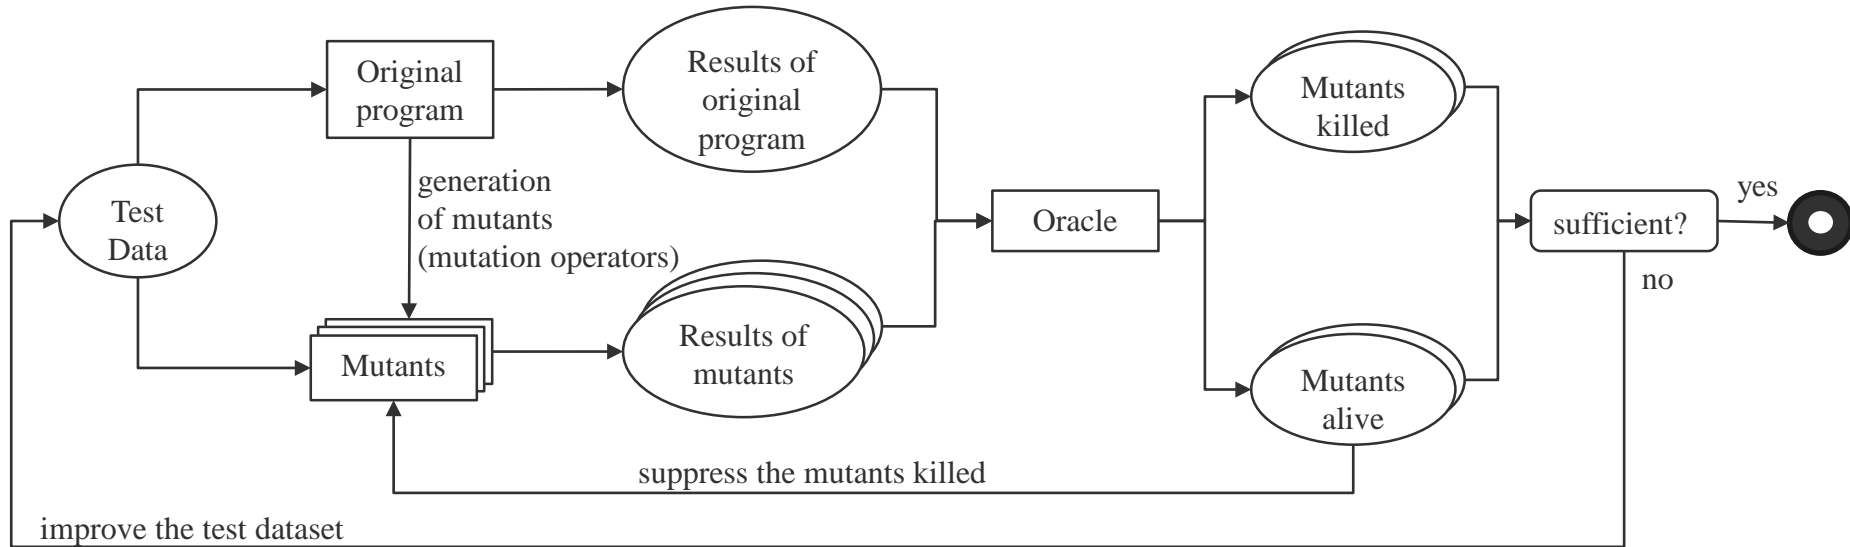 Test
Data
Original
program
generation
of mutants
(mutation operators)
Mutants
Results of
original
program
Results of
mutants
Oracle
Mutants
killed
Mutants
alive
sufficient?
yes
no
suppress the mutants killed
improve the test dataset